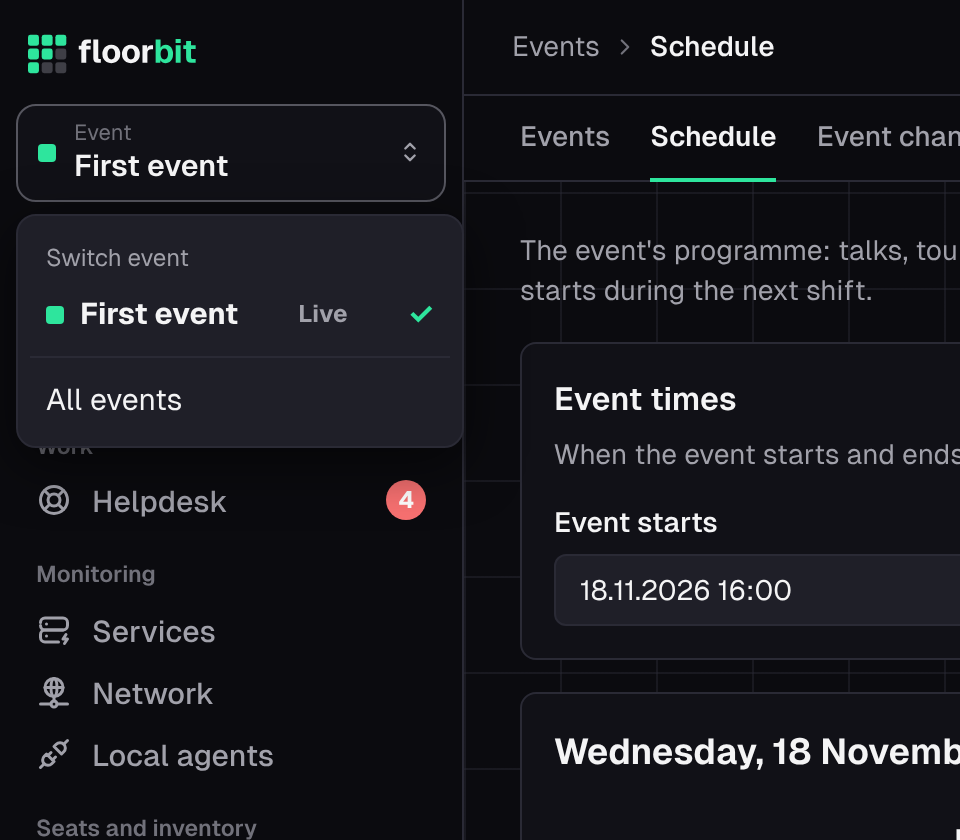 floorbit
Event
First event
Switch event
First event Live
All events
Work
Helpdesk 4
Monitoring
Services
Network
Local agents
Seats and inventory
Events > Schedule
Events Schedule Event chan
The event's programme: talks, tou
starts during the next shift.
Event times
When the event starts and ends
Event starts
18.11.2026 16:00
Wednesday, 18 Novemb